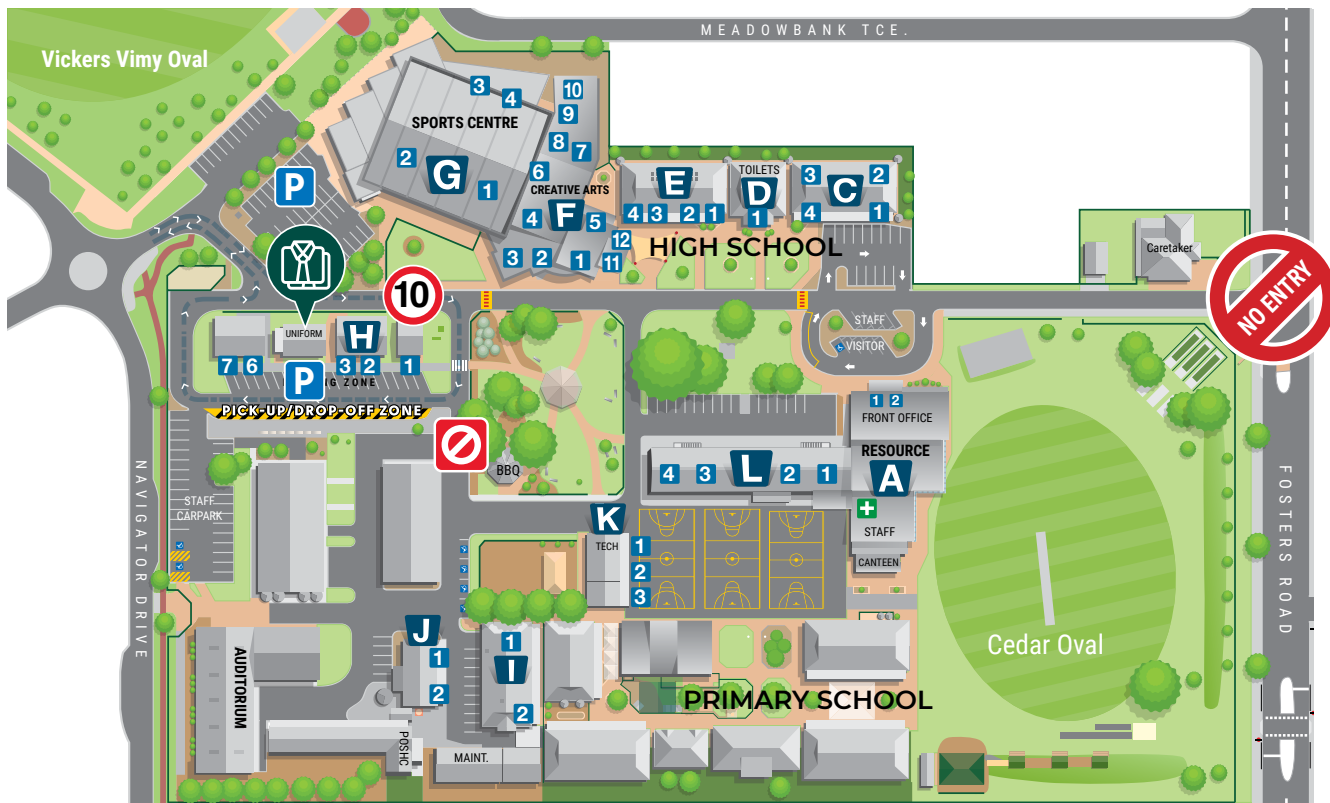 MEADOWBANK TCE.
Vickers Vimy Oval
SPORTS CENTRE
3
4
2
G
1
10
9
8
7
6
CREATIVE ARTS
F
4
5
3
2
1
12
11
E
4 3 2 1
TOILETS
D
1
C
3 2
4 1
HIGH SCHOOL
P
Caretaker
NO ENTRY
10
UNIFORM
H
7 6
3 2
1
P
NG ZONE
PICK-UP/DROP-OFF ZONE
STAFF
VISITOR
1 2
FRONT OFFICE
RESOURCE
A
STAFF
CANTEEN
4 3 L 2 1
BBQ
K
TECH
1
2
3
STAFF
CARPARK
NAVIGATOR DRIVE
FOSTERS ROAD
Cedar Oval
AUDITORIUM
J
1
2
1
I
2
PRIMARY SCHOOL
POSHC
MAINT.